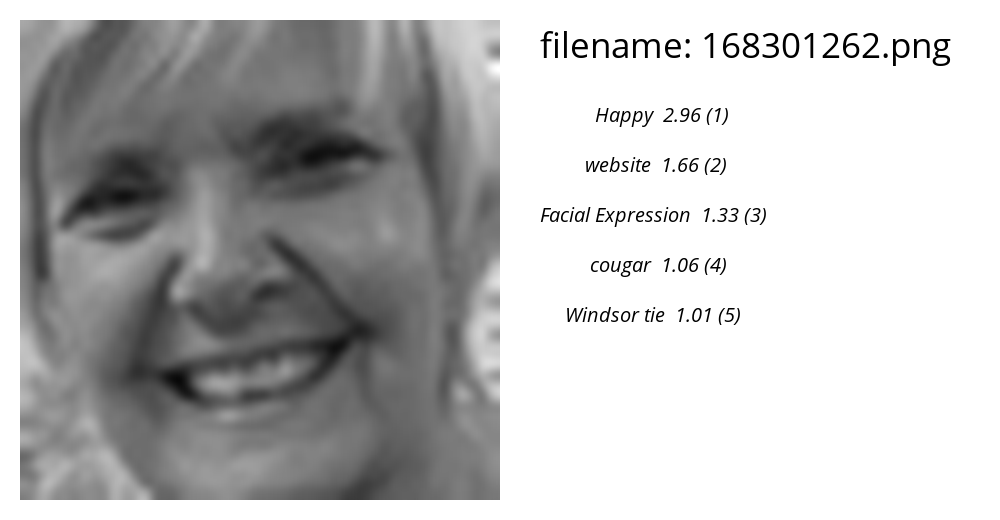 filename: 168301262.png
Happy 2.96 (1)
website 1.66 (2)
Facial Expression 1.33 (3)
cougar 1.06 (4)
Windsor tie 1.01 (5)